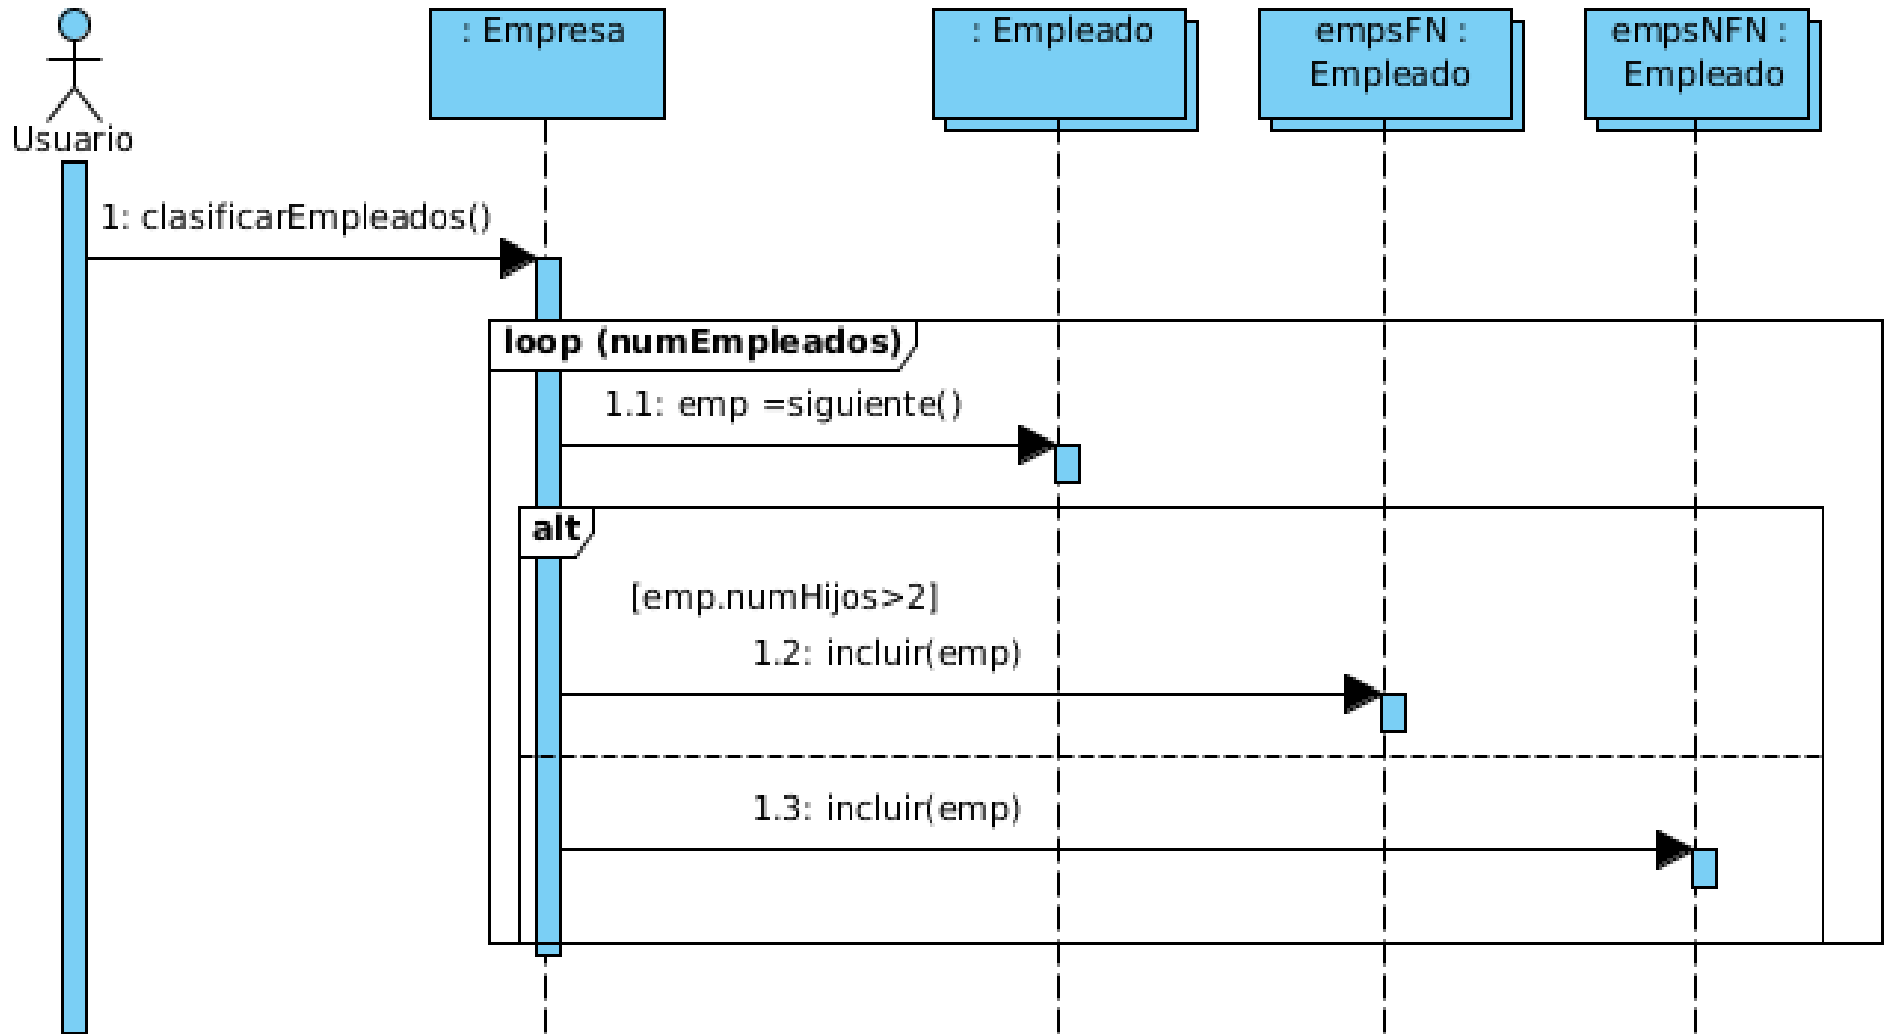 : Empresa
: Empleado
empsFN :
Empleado
empsNFN :
Empleado
Usuario
1: clasificarEmpleados()
loop (numEmpleados)
1.1: emp =siguiente()
alt
[emp.numHijos>2]
1.2: incluir(emp)
1.3: incluir(emp)